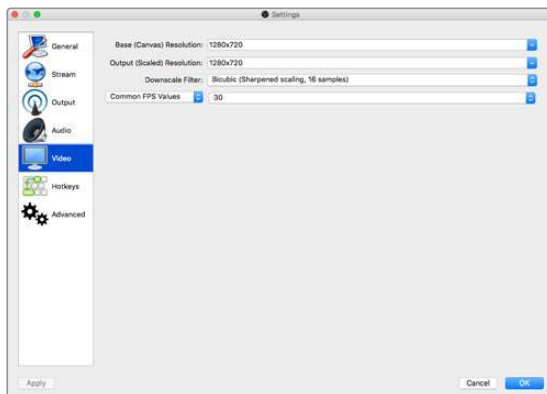 Settings
General
Stream
Output
Audio
Video
Hotkeys
Advanced
Base (Canvas) Resolution: 1280x720
Output (Scaled) Resolution: 1280x720
Downscale Filter: Bicubic (Sharpened scaling, 16 samples)
Common FPS Values 30
Apply
Cancel OK